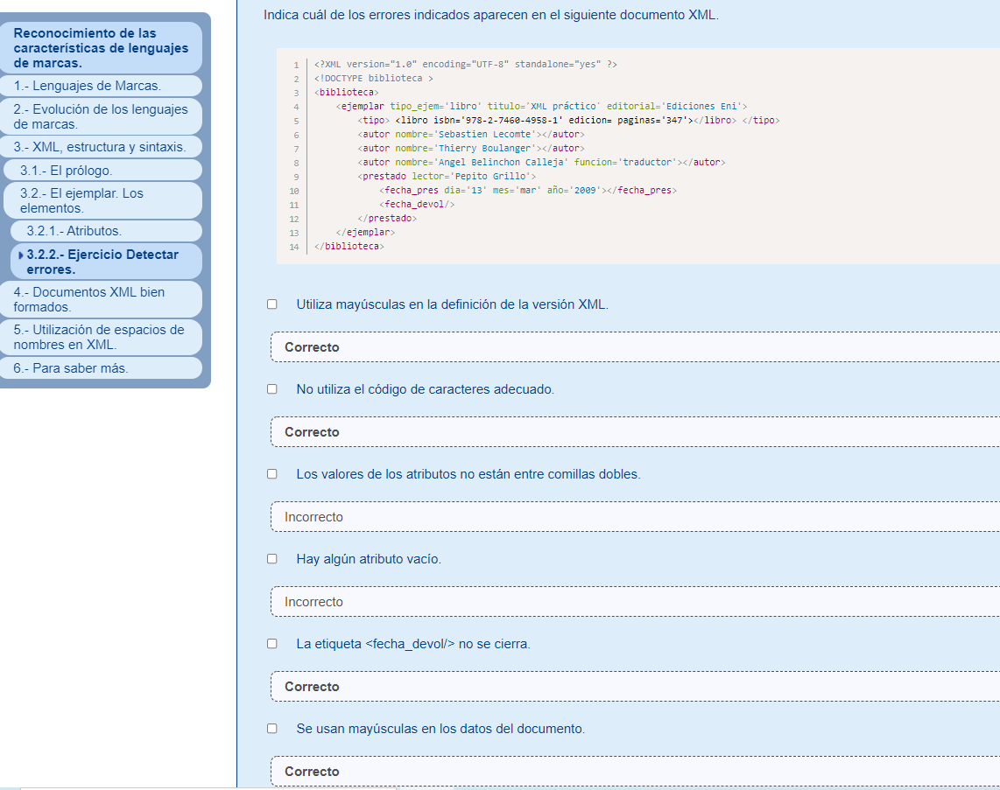 Reconocimiento de las
características de lenguajes
de marcas.
1.- Lenguajes de Marcas.
2.- Evolución de los lenguajes
de marcas.
3.- XML, estructura y sintaxis.
3.1.- El prólogo.
3.2.- El ejemplar. Los
elementos.
3.2.1.- Atributos.
3.2.2.- Ejercicio Detectar
errores.
4.- Documentos XML bien
formados.
5.- Utilización de espacios de
nombres en XML.
6.- Para saber más.
Indica cuál de los errores indicados aparecen en el siguiente documento XML.
1 <?XML version="1.0" encoding="UTF-8" standalone="yes" ?>
2 <!DOCTYPE biblioteca >
3 <biblioteca>
4 <ejemplar tipo_ejem='libro' titulo='XML práctico' editorial='Ediciones Eni'>
5 <tipo> <libro isbn='978-2-7460-4958-1' edicion= paginas='347'></libro> </tipo>
6 <autor nombre='Sebastien Lecomte'></autor>
7 <autor nombre='Thierry Boulanger'></autor>
8 <autor nombre='Angel Belinchon Calleja' funcion='traductor'></autor>
9 <prestado lector='Pepito Grillo'>
10 <fecha_pres dia='13' mes='mar' año='2009'></fecha_pres>
11 <fecha_devol/>
12 </prestado>
13 </ejemplar>
14 </biblioteca>
Utiliza mayúsculas en la definición de la versión XML.
Correcto
No utiliza el código de caracteres adecuado.
Correcto
Los valores de los atributos no están entre comillas dobles.
Incorrecto
Hay algún atributo vacío.
Incorrecto
La etiqueta <fecha_devol/> no se cierra.
Correcto
Se usan mayúsculas en los datos del documento.
Correcto